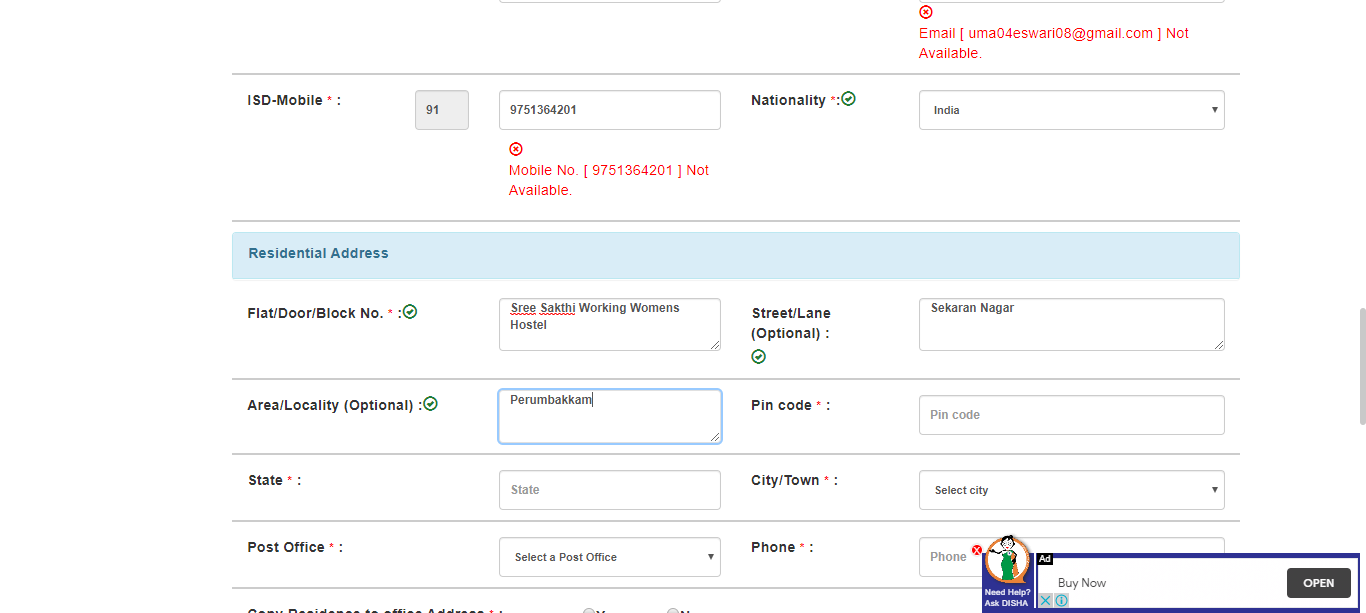 Email [ uma04eswari08@gmail.com ] Not
Available.
ISD-Mobile * :
91
9751364201
Nationality *:
India
Mobile No. [ 9751364201 ] Not
Available.
Residential Address
Flat/Door/Block No. * :
Sree Sakthi Working Womens
Hostel
Street/Lane
(Optional) :
Sekaran Nagar
Area/Locality (Optional) :
Perumbakkam
Pin code * :
Pin code
State * :
State
City/Town * :
Select city
Post Office * :
Select a Post Office
Phone * :
Phone
Need Help?
Ask DISHA
Ad
Buy Now
OPEN
Copy Residence to office Address * :